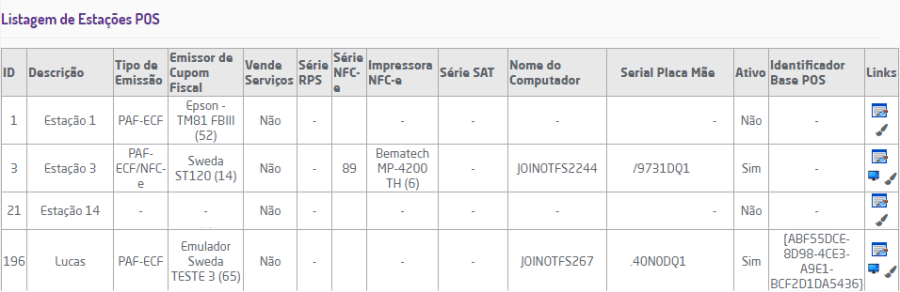 Listagem de Estações POS
ID Descrição Tipo de Emissão Emissor de Cupom Fiscal Vende Serviços Série RPS Série NFC-e Impressora NFC-e Série SAT Nome do Computador Serial Placa Mãe Ativo Identificador Base POS Links
1 Estação 1 PAF-ECF Epson - TM81 FBIII (52) Não - - - - - Não -
3 Estação 3 PAF-ECF/NFC-e Sweda ST120 (14) Não - 89 Bematech MP-4200 TH (6) - JOINOTFS2244 /9731DQ1 Sim -
21 Estação 14 - - Não - - - - - Não -
196 Lucas PAF-ECF Emulador Sweda TESTE 3 (65) Não - - - JOINOTFS267 .40N0DQ1 Sim {ABF55DCE-8D98-4CE3-A9E1-BCF2D1DA5436}